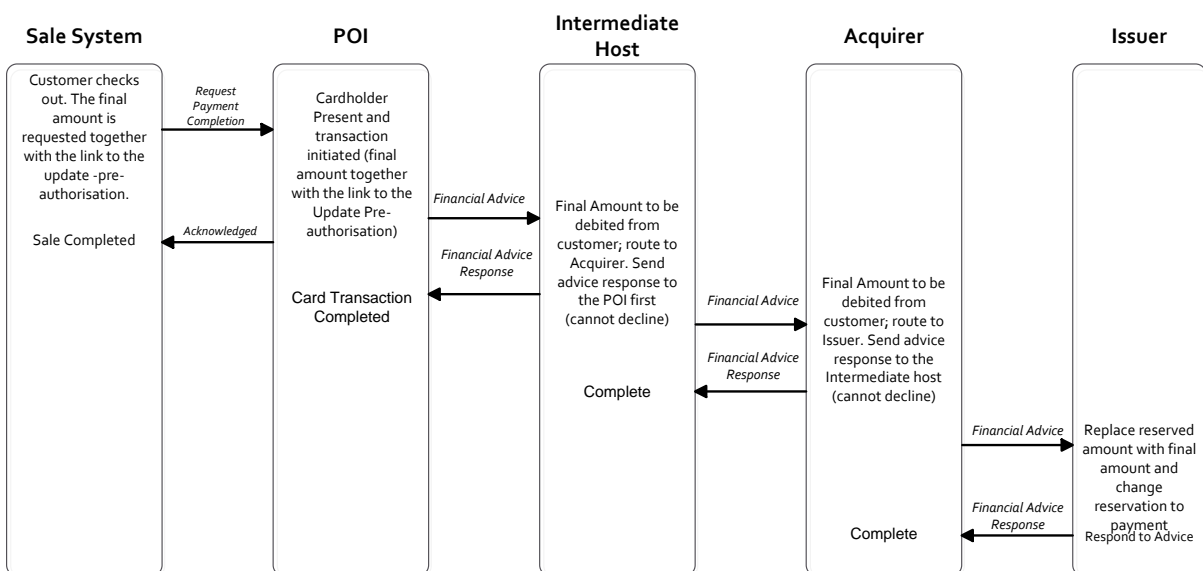 Sale System
POI
Intermediate
Host
Acquirer
Issuer
Customer checks
out. The final
amount is
requested together
with the link to the
update -pre-
authorisation.
Sale Completed
Request
Payment
Completion
Acknowledged
Cardholder
Present and
transaction
initiated (final
amount together
with the link to the
Update Pre-
authorisation)
Card Transaction
Completed
Financial Advice
Financial Advice
Response
Final Amount to be
debited from
customer; route to
Acquirer. Send
advice response to
the POI first
(cannot decline)
Complete
Financial Advice
Financial Advice
Response
Final Amount to be
debited from
customer; route to
Issuer. Send advice
response to the
Intermediate host
(cannot decline)
Complete
Financial Advice
Financial Advice
Response
Replace reserved
amount with final
amount and
change
reservation to
payment
Respond to Advice